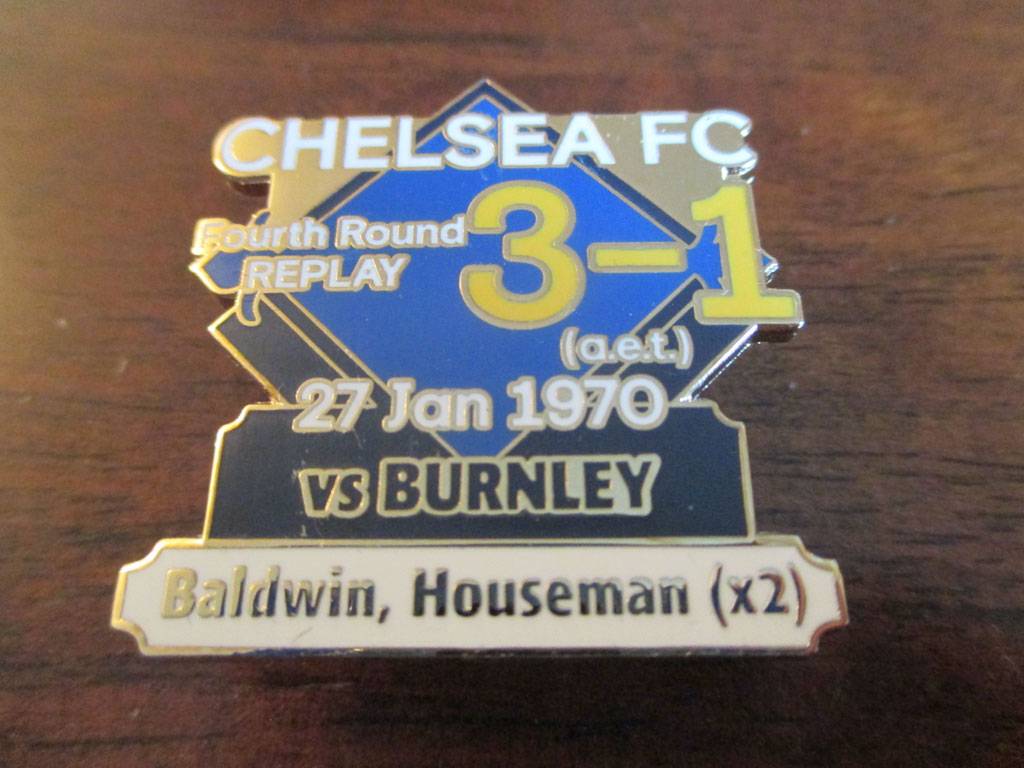 CHELSEA FC
Fourth Round
REPLAY
3-1
(a.e.t.)
27 Jan 1970
vs BURNLEY
Baldwin, Houseman (x2)